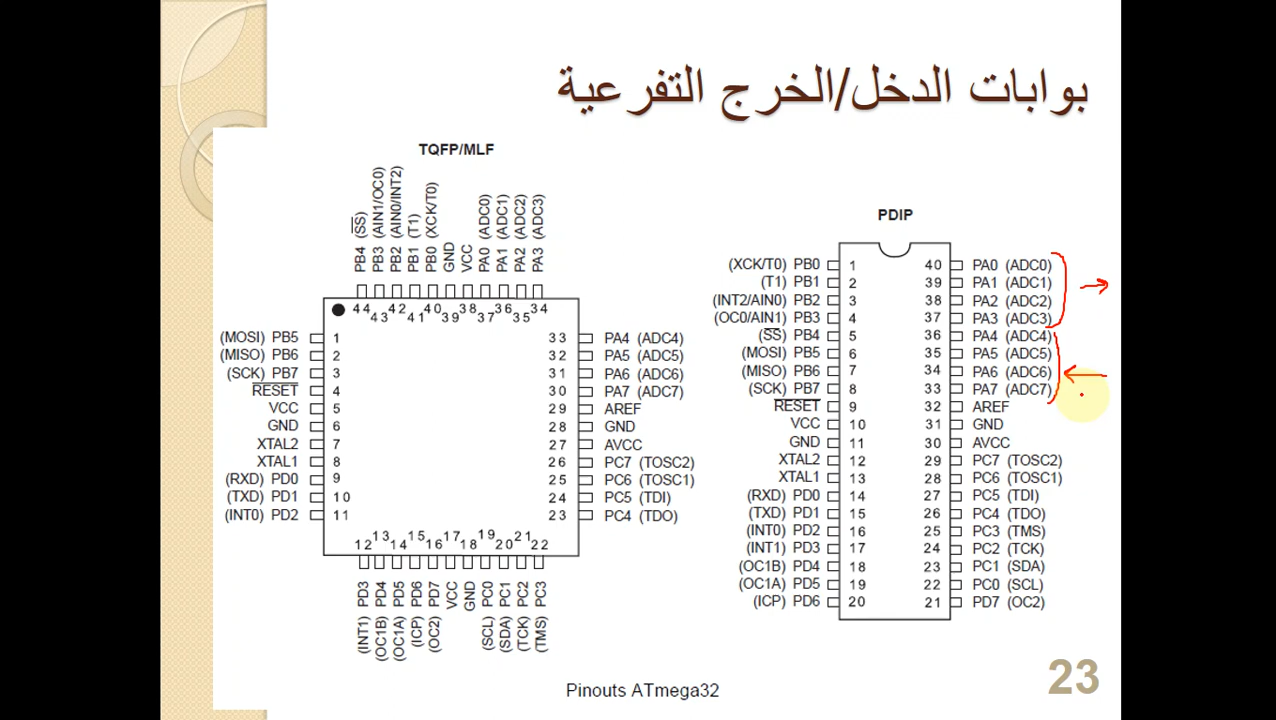 بوابات الدخل/الخرج التفرعية
TQFP/MLF
PB4 (SS)
PB3 (AIN1/OC0)
PB2 (AIN0/INT2)
PB1 (T1)
PB0 (XCK/T0)
GND
VCC
PA0 (ADC0)
PA1 (ADC1)
PA2 (ADC2)
PA3 (ADC3)
44 43 42 41 40 39 38 37 36 35 34
(MOSI) PB5 1 33 PA4 (ADC4)
(MISO) PB6 2 32 PA5 (ADC5)
(SCK) PB7 3 31 PA6 (ADC6)
RESET 4 30 PA7 (ADC7)
VCC 5 29 AREF
GND 6 28 GND
XTAL2 7 27 AVCC
XTAL1 8 26 PC7 (TOSC2)
(RXD) PD0 9 25 PC6 (TOSC1)
(TXD) PD1 10 24 PC5 (TDI)
(INT0) PD2 11 23 PC4 (TDO)
12 13 14 15 16 17 18 19 20 21 22
(INT1) PD3
(OC1B) PD4
(OC1A) PD5
(ICP) PD6
(OC2) PD7
VCC
GND
(SCL) PC0
(SDA) PC1
(TCK) PC2
(TMS) PC3
PDIP
(XCK/T0) PB0 1 40 PA0 (ADC0)
(T1) PB1 2 39 PA1 (ADC1)
(INT2/AIN0) PB2 3 38 PA2 (ADC2)
(OC0/AIN1) PB3 4 37 PA3 (ADC3)
(SS) PB4 5 36 PA4 (ADC4)
(MOSI) PB5 6 35 PA5 (ADC5)
(MISO) PB6 7 34 PA6 (ADC6)
(SCK) PB7 8 33 PA7 (ADC7)
RESET 9 32 AREF
VCC 10 31 GND
GND 11 30 AVCC
XTAL2 12 29 PC7 (TOSC2)
XTAL1 13 28 PC6 (TOSC1)
(RXD) PD0 14 27 PC5 (TDI)
(TXD) PD1 15 26 PC4 (TDO)
(INT0) PD2 16 25 PC3 (TMS)
(INT1) PD3 17 24 PC2 (TCK)
(OC1B) PD4 18 23 PC1 (SDA)
(OC1A) PD5 19 22 PC0 (SCL)
(ICP) PD6 20 21 PD7 (OC2)
Pinouts ATmega32
23